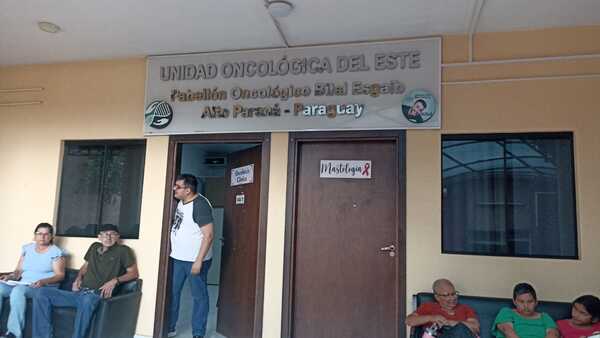 UNIDAD ONCOLÓGICA DEL ESTE
Pabellón Oncológico Bilal Esgaib
Alto Paraná - Paraguay
Mastología